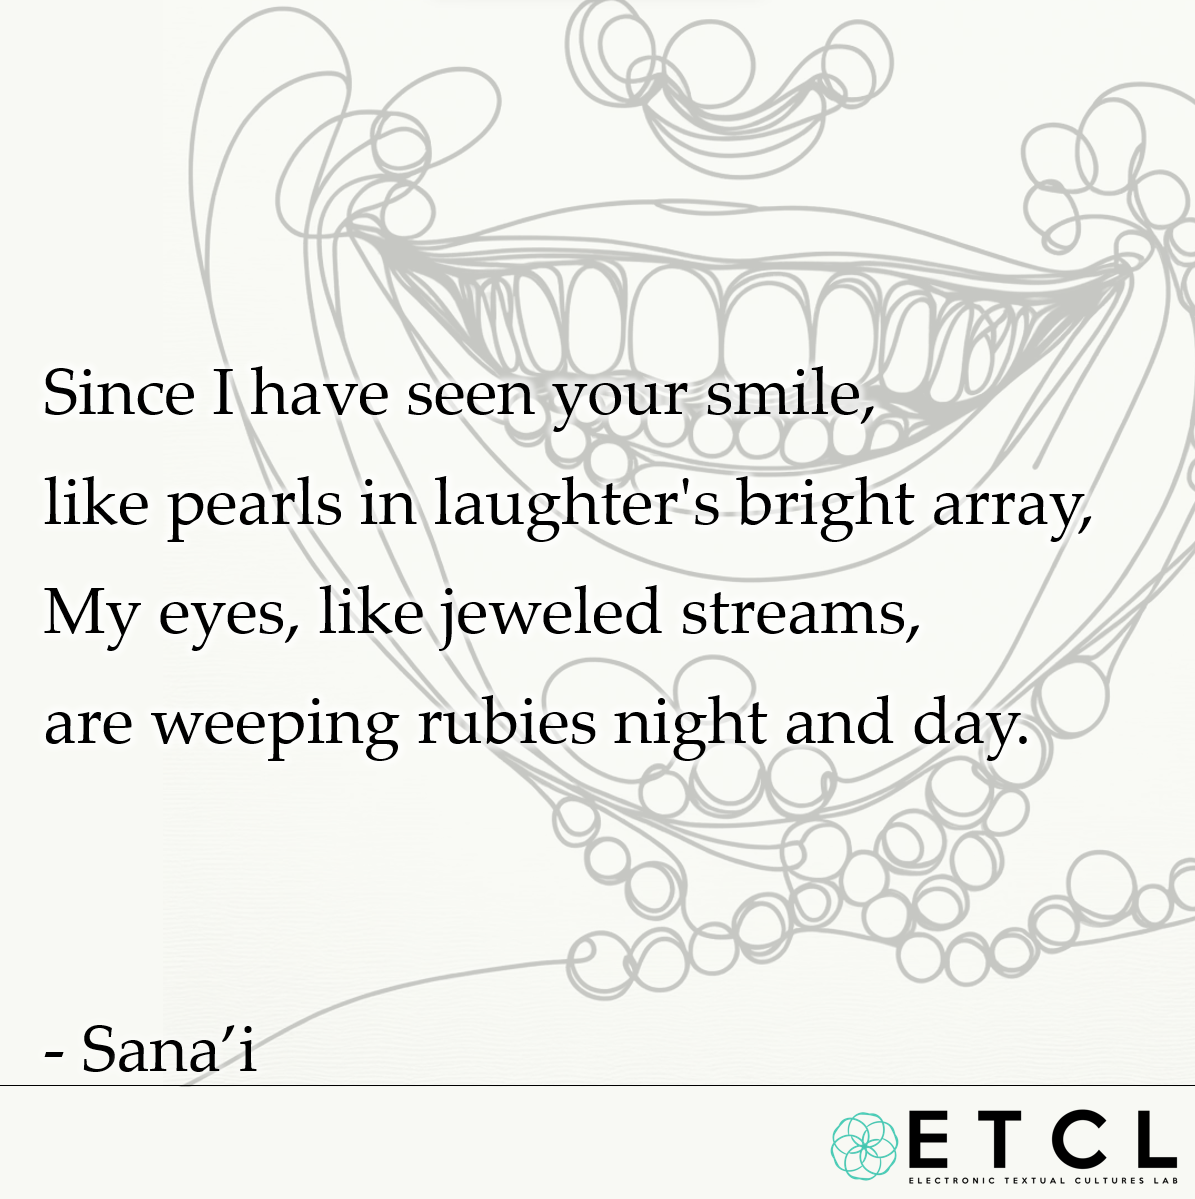 Since I have seen your smile,
like pearls in laughter's bright array,
My eyes, like jeweled streams,
are weeping rubies night and day.
- Sana’i
ETCL
ELECTRONIC TEXTUAL CULTURES LAB